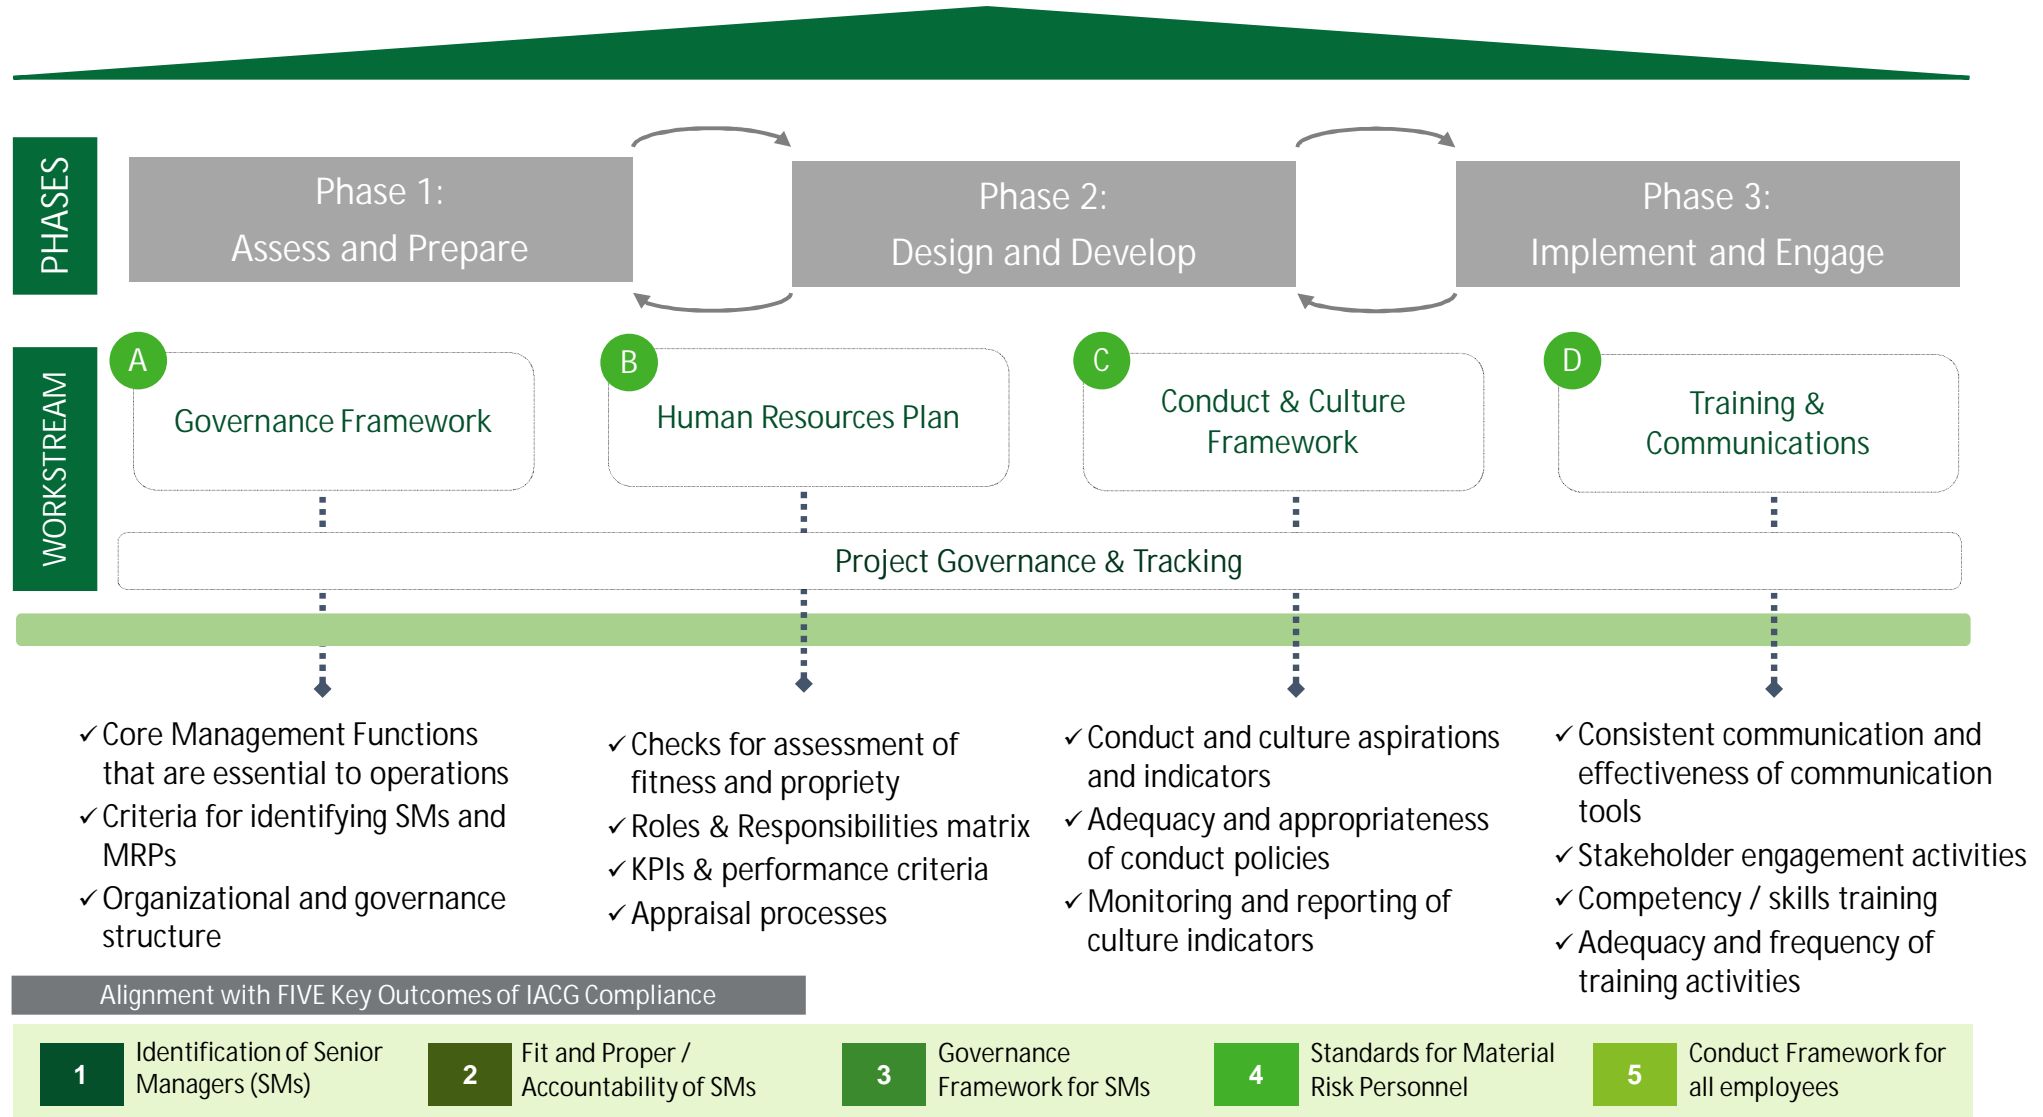 PHASES
Phase 1:
Assess and Prepare
Phase 2:
Design and Develop
Phase 3:
Implement and Engage
WORKSTREAM
A
Governance Framework
B
Human Resources Plan
C
Conduct & Culture
Framework
D
Training &
Communications
Project Governance & Tracking
✓ Core Management Functions
that are essential to operations
✓ Criteria for identifying SMs and
MRPs
✓ Organizational and governance
structure
✓ Checks for assessment of
fitness and propriety
✓ Roles & Responsibilities matrix
✓ KPIs & performance criteria
✓ Appraisal processes
✓ Conduct and culture aspirations
and indicators
✓ Adequacy and appropriateness
of conduct policies
✓ Monitoring and reporting of
culture indicators
✓ Consistent communication and
effectiveness of communication
tools
✓ Stakeholder engagement activities
✓ Competency / skills training
✓ Adequacy and frequency of
training activities
Alignment with FIVE Key Outcomes of IACG Compliance
1
Identification of Senior
Managers (SMs)
2
Fit and Proper /
Accountability of SMs
3
Governance
Framework for SMs
4
Standards for Material
Risk Personnel
5
Conduct Framework for
all employees